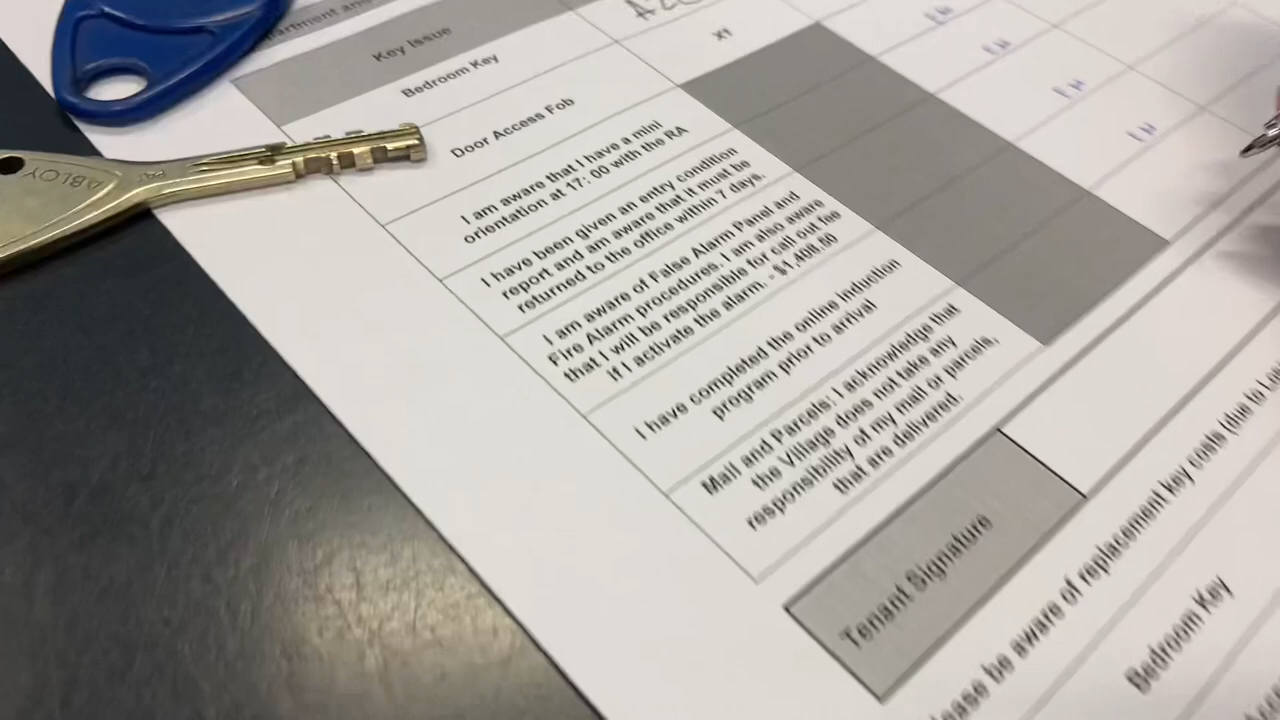 Key Issue
Bedroom Key
x1
Door Access Fob
I am aware that I have a mini
orientation at 17: 00 with the RA
I have been given an entry condition
report and am aware that it must be
returned to the office within 7 days.
I am aware of False Alarm Panel and
Fire Alarm procedures. I am also aware
that I will be responsible for call out fee
if I activate the alarm. - $1,408.50
I have completed the online induction
program prior to arrival
Mail and Parcels: I acknowledge that
the Village does not take any
responsibility of my mail or parcels,
that are delivered.
Tenant Signature
be aware of replacement key costs (due to
Bedroom Key
ABLOY